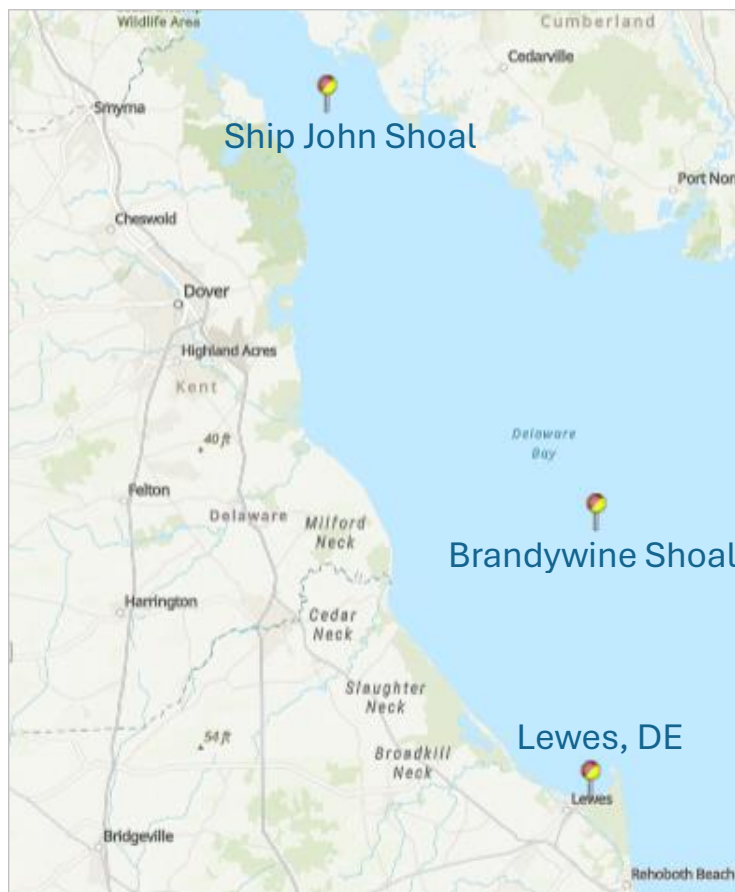 Wildlife Area
Cumberland
Cedarville
Smyrna
Ship John Shoal
Port Nor
Cheswold
Dover
Highland Acres
Kent
40 ft
Delaware
Bay
Felton
Delaware
Milford
Neck
Brandywine Shoal
Harrington
Cedar
Neck
Slaughter
Neck
Lewes, DE
54 ft
Broadkill
Neck
Lewes
Bridgeville
Rehoboth Beach